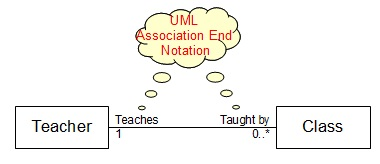 UML
Association End
Notation
Teaches
Taught by
Teacher
1
0..*
Class